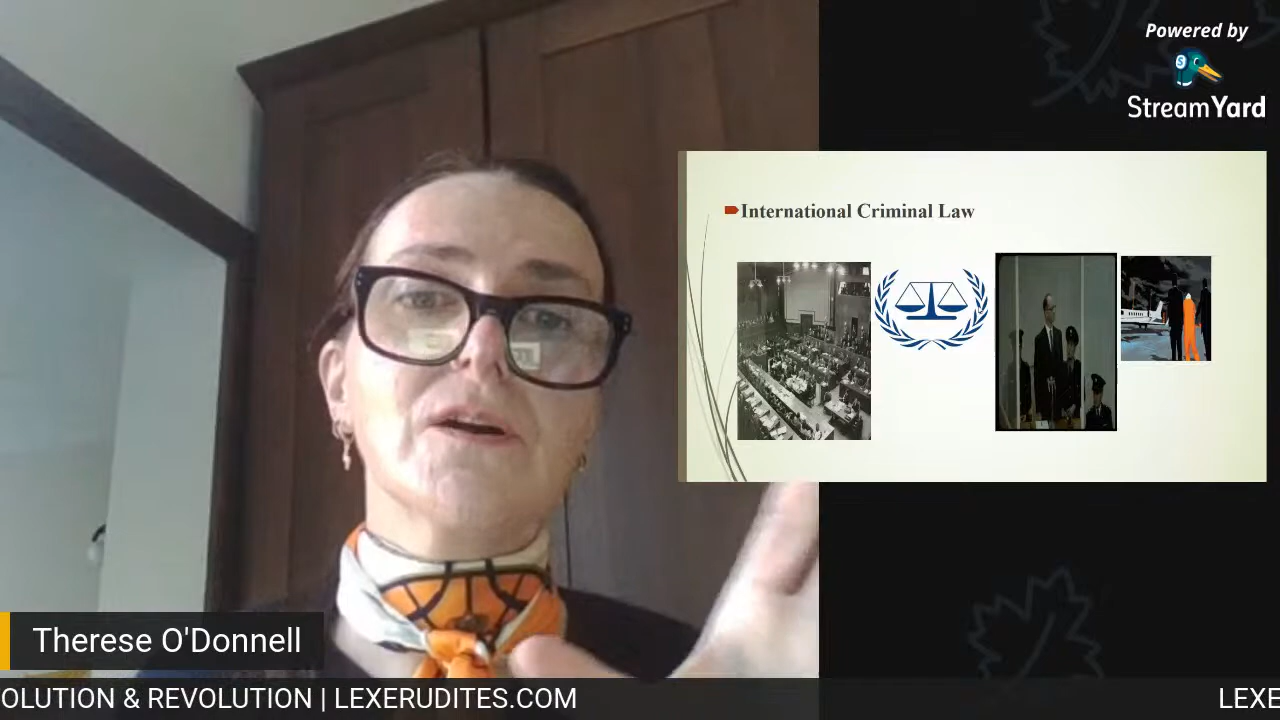 Powered by
StreamYard
International Criminal Law
Therese O'Donnell
OLUTION & REVOLUTION | LEXERUDITES.COM
LEXE